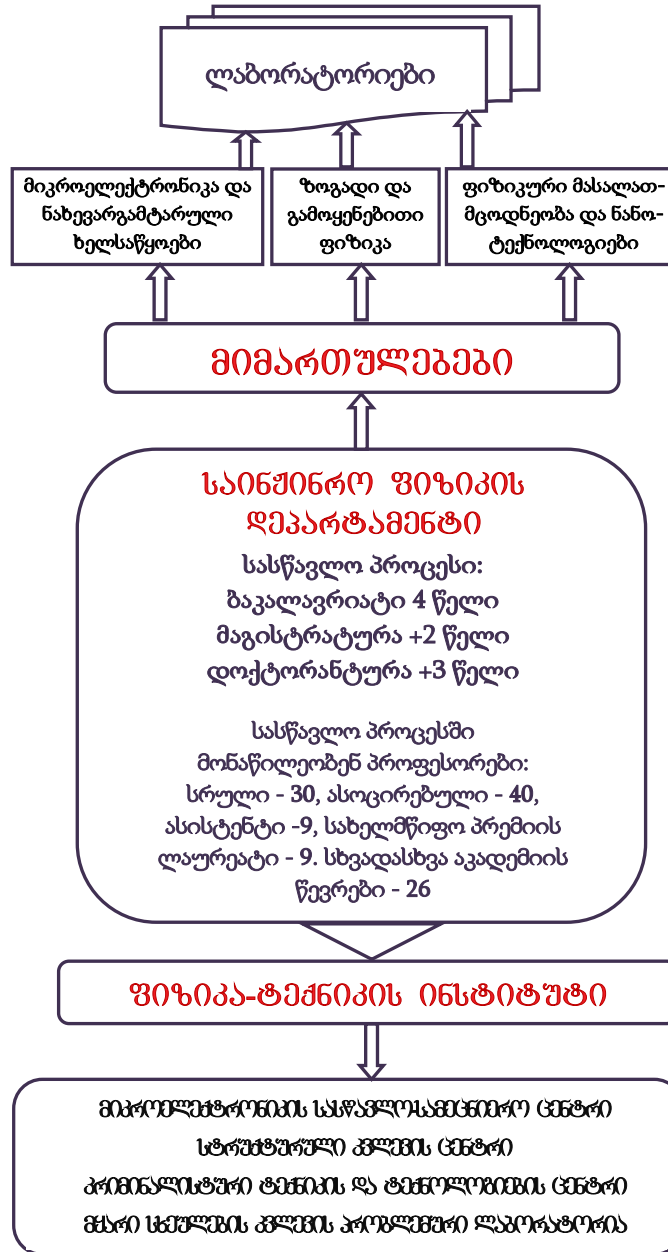 ლაბორატორიები
მიკროელექტრონიკა და
ნახევარგამტარული
ხელსაწყოები
ზოგადი და
გამოყენებითი
ფიზიკა
ფიზიკური მასალათ-
მცოდნეობა და ნანო-
ტექნოლოგიები
მიმართულებები
საინჟინრო ფიზიკის
დეპარტამენტი
სასწავლო პროცესი:
ბაკალავრიატი 4 წელი
მაგისტრატურა +2 წელი
დოქტორანტურა +3 წელი
სასწავლო პროცესში
მონაწილეობენ პროფესორები:
სრული - 30, ასოცირებული - 40,
ასისტენტი -9, სახელმწიფო პრემიის
ლაურეატი - 9. სხვადასხვა აკადემიის
წევრები - 26
ფიზიკა-ტექნიკის ინსტიტუტი
მიკროელექტრონიკის სასწავლო-სამეცნიერო ცენტრი
სტრუქტურული კვლევის ცენტრი
კრიმინალისტური ტექნიკის და ტექნოლოგიების ცენტრი
მყარი სხეულების კვლევის პრობლემური ლაბორატორია